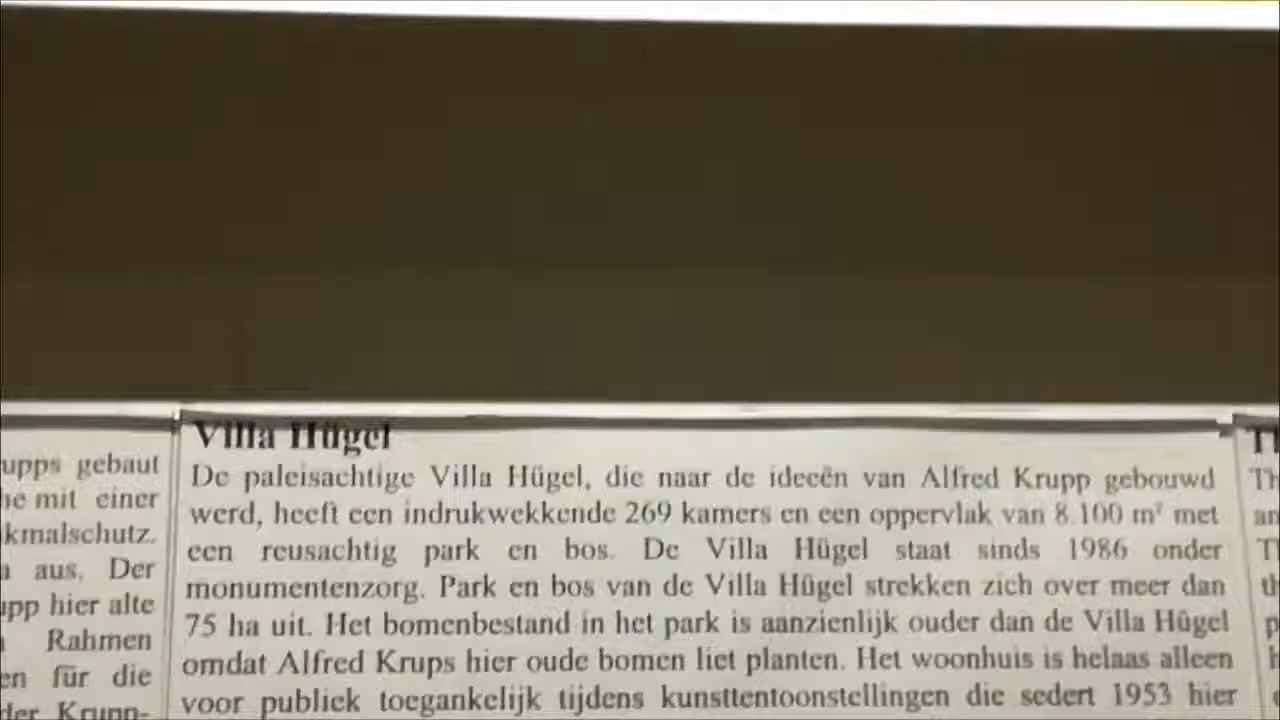 upps gebaut
he mit einer
kmalschutz.
aus. Der
upp hier alte
Rahmen
en für die
der Krupp-
Villa Hügel
De paleisachtige Villa Hügel, die naar de ideeën van Alfred Krupp gebouwd
werd, heeft een indrukwekkende 269 kamers en een oppervlak van 8.100 m² met
een reusachtig park en bos. De Villa Hügel staat sinds 1986 onder
monumentenzorg. Park en bos van de Villa Hügel strekken zich over meer dan
75 ha uit. Het bomenbestand in het park is aanzienlijk ouder dan de Villa Hügel
omdat Alfred Krups hier oude bomen liet planten. Het woonhuis is helaas alleen
voor publiek toegankelijk tijdens kunsttentoonstellingen die sedert 1953 hier